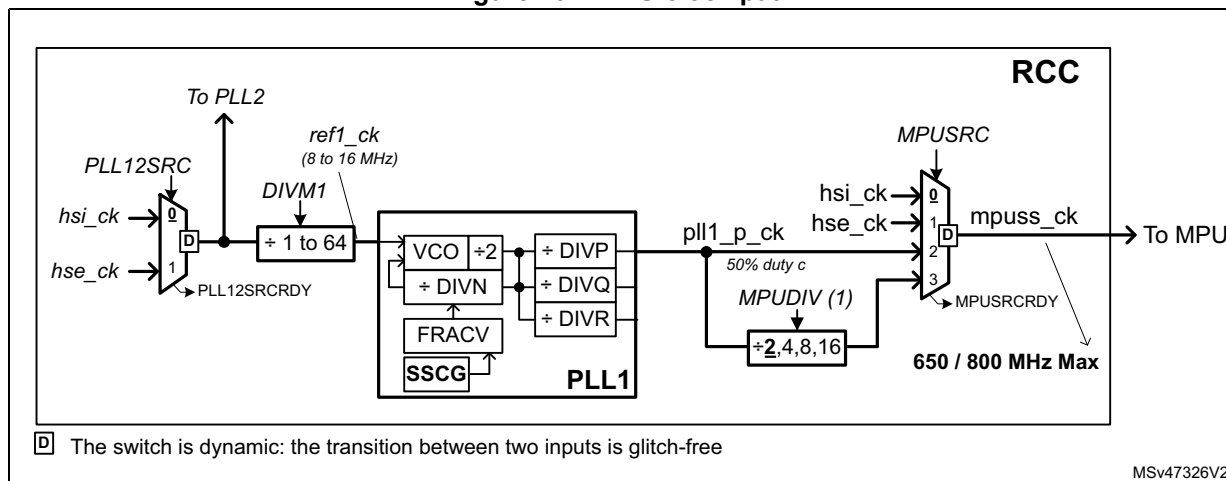 RCC
To PLL2
ref1_ck
(8 to 16 MHz)
MPUSRC
PLL12SRC
DIVM1
hsi_ck
0
D
÷ 1 to 64
hse_ck
1
PLL12SRCRDY
VCO
÷2
÷ DIVN
FRACV
SSCG
÷ DIVP
÷ DIVQ
÷ DIVR
PLL1
pll1_p_ck
50% duty c
MPUDIV (1)
÷2,4,8,16
hsi_ck
0
hse_ck
1
D
2
3
mpuss_ck
To MPU
MPUSRCRDY
650 / 800 MHz Max
D The switch is dynamic: the transition between two inputs is glitch-free
MSv47326V2